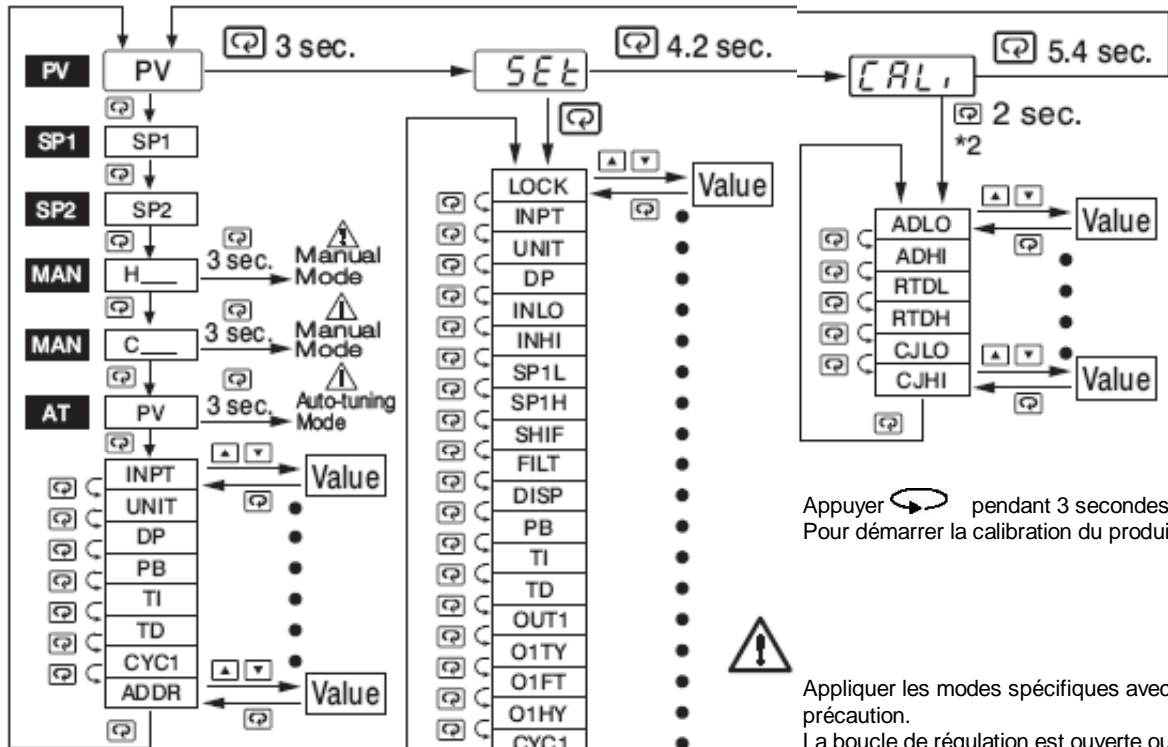 3 sec.
4.2 sec.
5.4 sec.
PV
PV
SEt
CALi
2 sec.
*2
SP1
SP1
SP2
SP2
MAN
H___
3 sec.
Manual
Mode
MAN
C___
3 sec.
Manual
Mode
AT
PV
3 sec.
Auto-tuning
Mode
INPT
Value
UNIT
DP
PB
TI
TD
CYC1
ADDR
Value
LOCK
Value
INPT
UNIT
DP
INLO
INHI
SP1L
SP1H
SHIF
FILT
DISP
PB
TI
TD
OUT1
O1TY
O1FT
O1HY
CYC1
ADLO
Value
ADHI
RTDL
RTDH
CJLO
CJHI
Value
Appuyer pendant 3 secondes
Pour démarrer la calibration du produi
Appliquer les modes spécifiques avec
précaution.
La boucle de régulation est ouverte ou